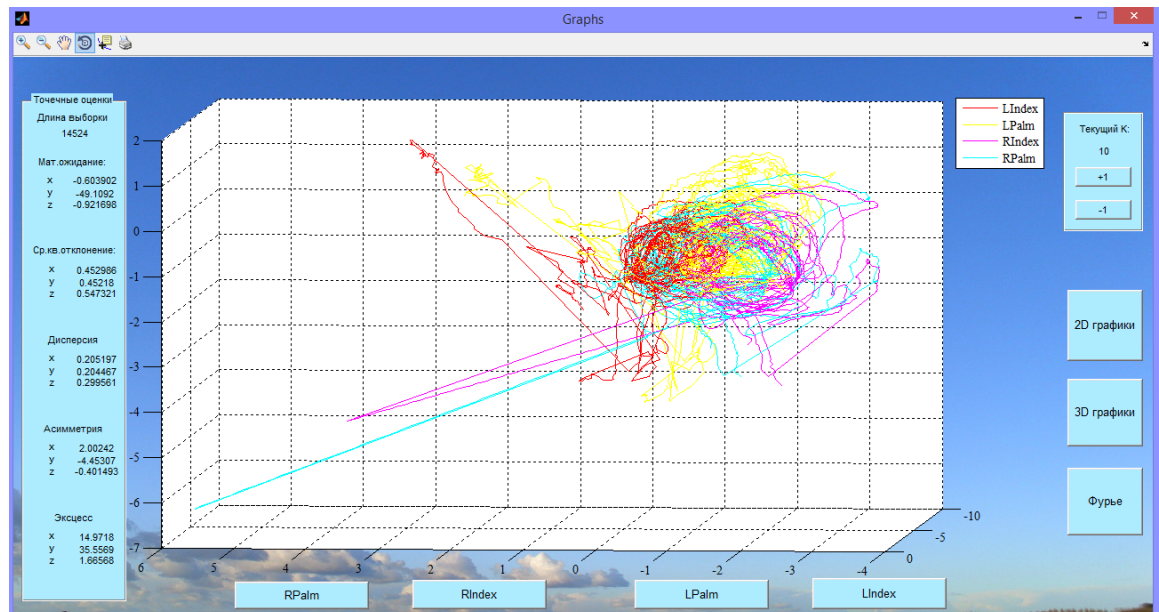 Graphs
Точечные оценки
Длина выборки
14524
Мат.ожидание:
x -0.603902
y -49.1092
z -0.921698
Ср.кв.отклонение:
x 0.452986
y 0.45218
z 0.547321
Дисперсия
x 0.205197
y 0.204467
z 0.299561
Асимметрия
x 2.00242
y -4.45307
z -0.401493
Эксцесс
x 14.9718
y 35.5569
z 1.66568
2
1
0
-1
-2
-3
-4
-5
-6
-7
6
5
4
3
2
1
0
-1
-2
-3
-4
-10
-5
0
LIndex
LPalm
RIndex
RPalm
Текущий K:
10
+1
-1
2D графики
3D графики
Фурье
RPalm
RIndex
LPalm
LIndex